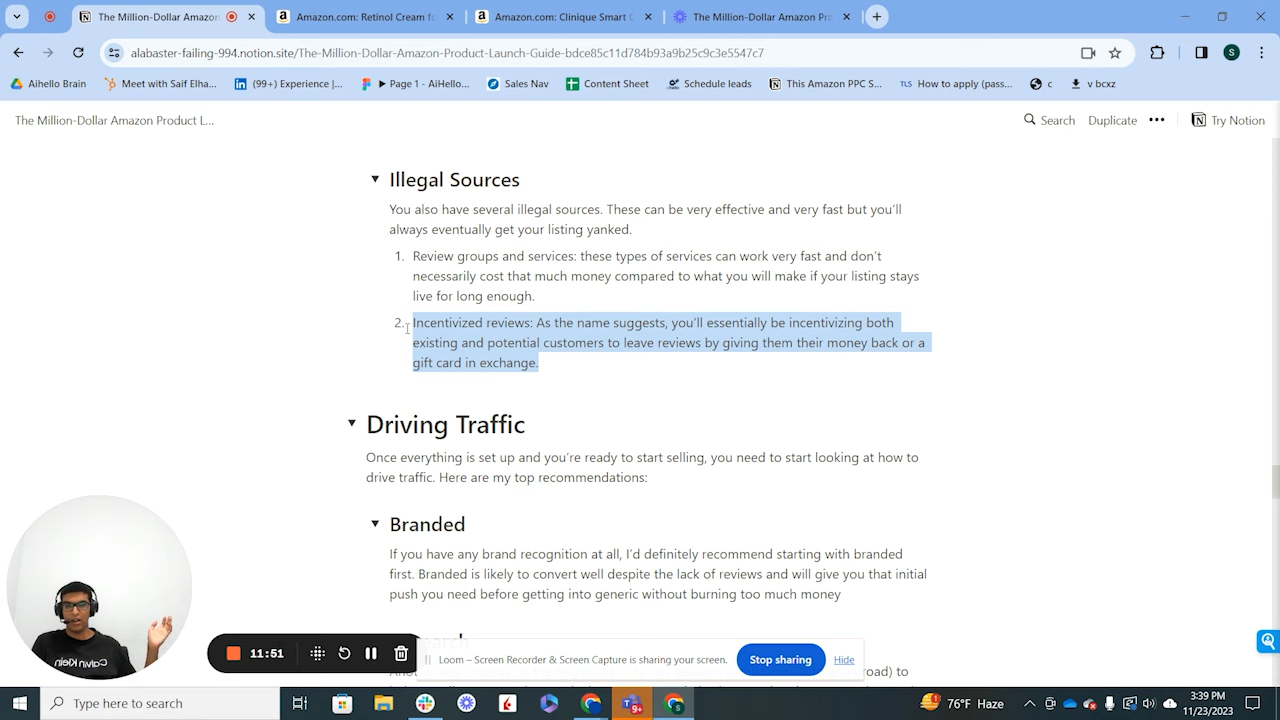 The Million-Dollar Amazon
Amazon.com: Retinol Cream fo
Amazon.com: Clinique Smart C
The Million-Dollar Amazon Pro
alabaster-failing-994.notion.site/The-Million-Dollar-Amazon-Product-Launch-Guide-bdce85c11d784b93a9b25c9c3e5547c7
S
Aihello Brain
Meet with Saif Elha...
(99+) Experience |...
Page 1 - AiHello...
Sales Nav
Content Sheet
Schedule leads
This Amazon PPC S...
TLS How to apply (pass...
c
v bcxz
The Million-Dollar Amazon Product L...
Search
Duplicate
Try Notion
Illegal Sources
You also have several illegal sources. These can be very effective and very fast but you'll
always eventually get your listing yanked.
1. Review groups and services: these types of services can work very fast and don't
necessarily cost that much money compared to what you will make if your listing stays
live for long enough.
2. Incentivized reviews: As the name suggests, you'll essentially be incentivizing both
existing and potential customers to leave reviews by giving them their money back or a
gift card in exchange.
Driving Traffic
Once everything is set up and you're ready to start selling, you need to start looking at how to
drive traffic. Here are my top recommendations:
Branded
If you have any brand recognition at all, I'd definitely recommend starting with branded
first. Branded is likely to convert well despite the lack of reviews and will give you that initial
push you need before getting into generic without burning too much money
11:51
Loom – Screen Recorder & Screen Capture is sharing your screen.
Stop sharing
Hide
road) to
Type here to search
9+
S
76°F Haze
3:39 PM
11/23/2023